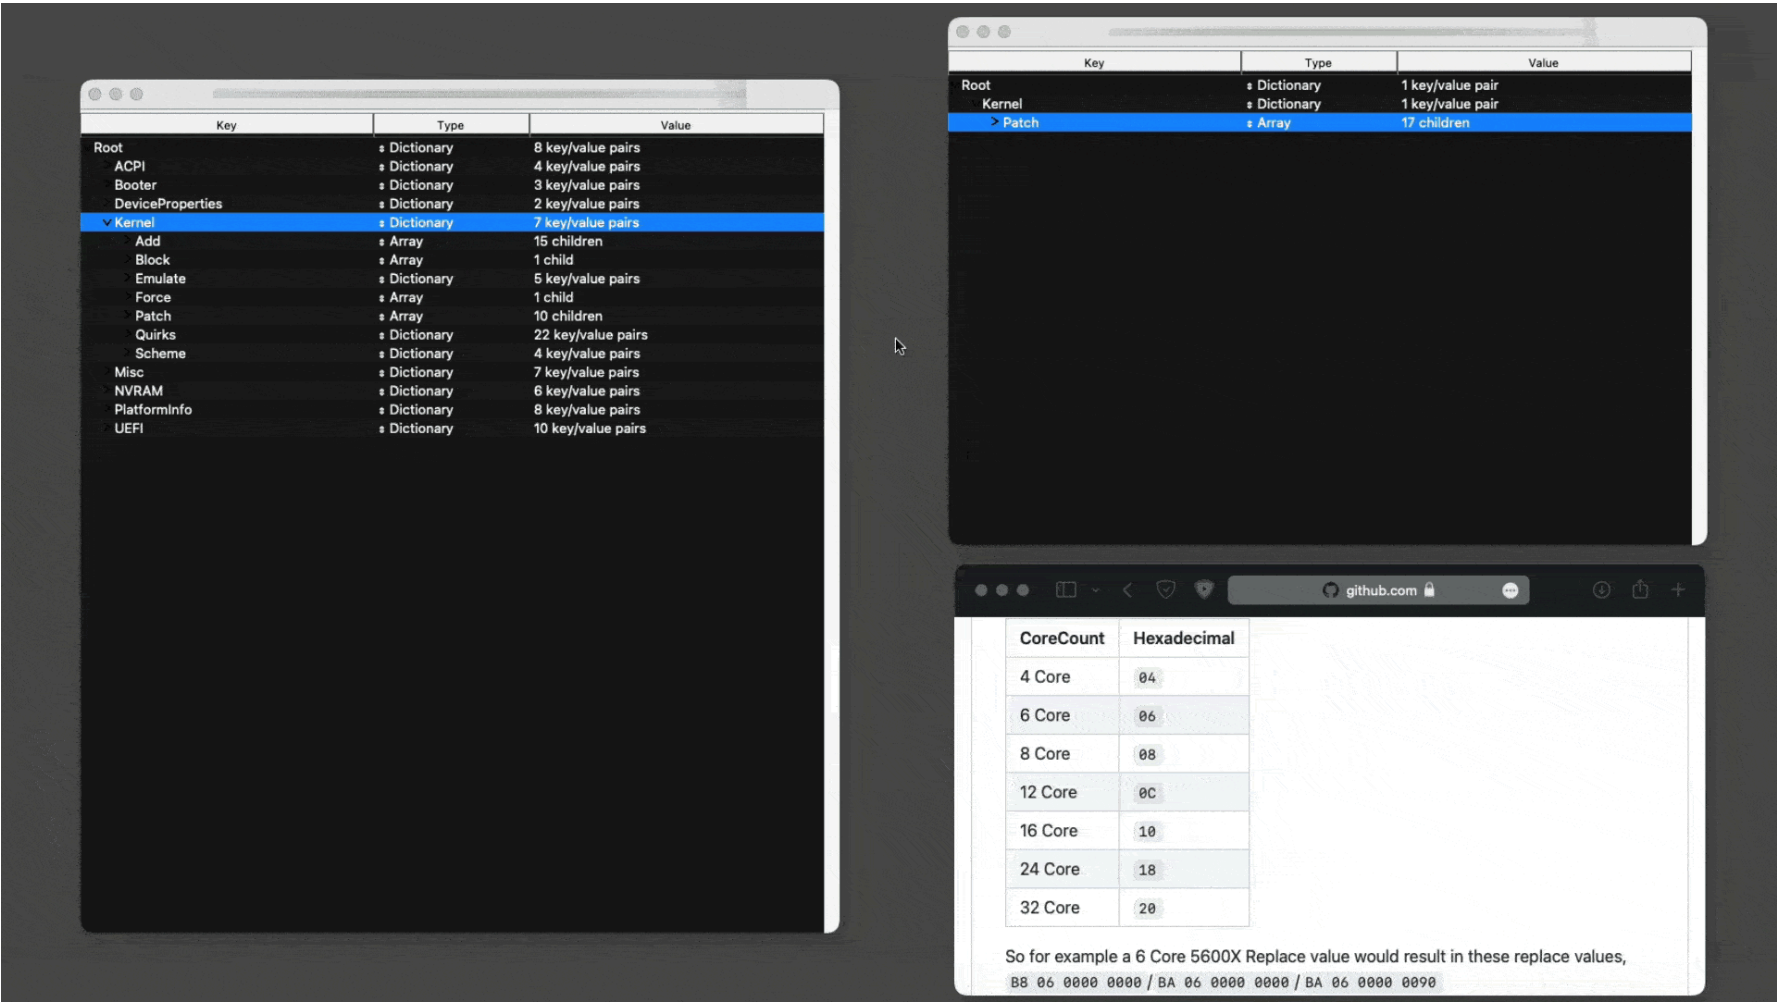 Key Type Value
Root Dictionary 8 key/value pairs
ACPI Dictionary 4 key/value pairs
Booter Dictionary 3 key/value pairs
DeviceProperties Dictionary 2 key/value pairs
Kernel Dictionary 7 key/value pairs
Add Array 15 children
Block Array 1 child
Emulate Dictionary 5 key/value pairs
Force Array 1 child
Patch Array 10 children
Quirks Dictionary 22 key/value pairs
Scheme Dictionary 4 key/value pairs
Misc Dictionary 7 key/value pairs
NVRAM Dictionary 6 key/value pairs
PlatformInfo Dictionary 8 key/value pairs
UEFI Dictionary 10 key/value pairs
Key Type Value
Root Dictionary 1 key/value pair
Kernel Dictionary 1 key/value pair
Patch Array 17 children
github.com
CoreCount Hexadecimal
4 Core 04
6 Core 06
8 Core 08
12 Core 0C
16 Core 10
24 Core 18
32 Core 20
So for example a 6 Core 5600X Replace value would result in these replace values,
B8 06 0000 0000 / BA 06 0000 0000 / BA 06 0000 0090